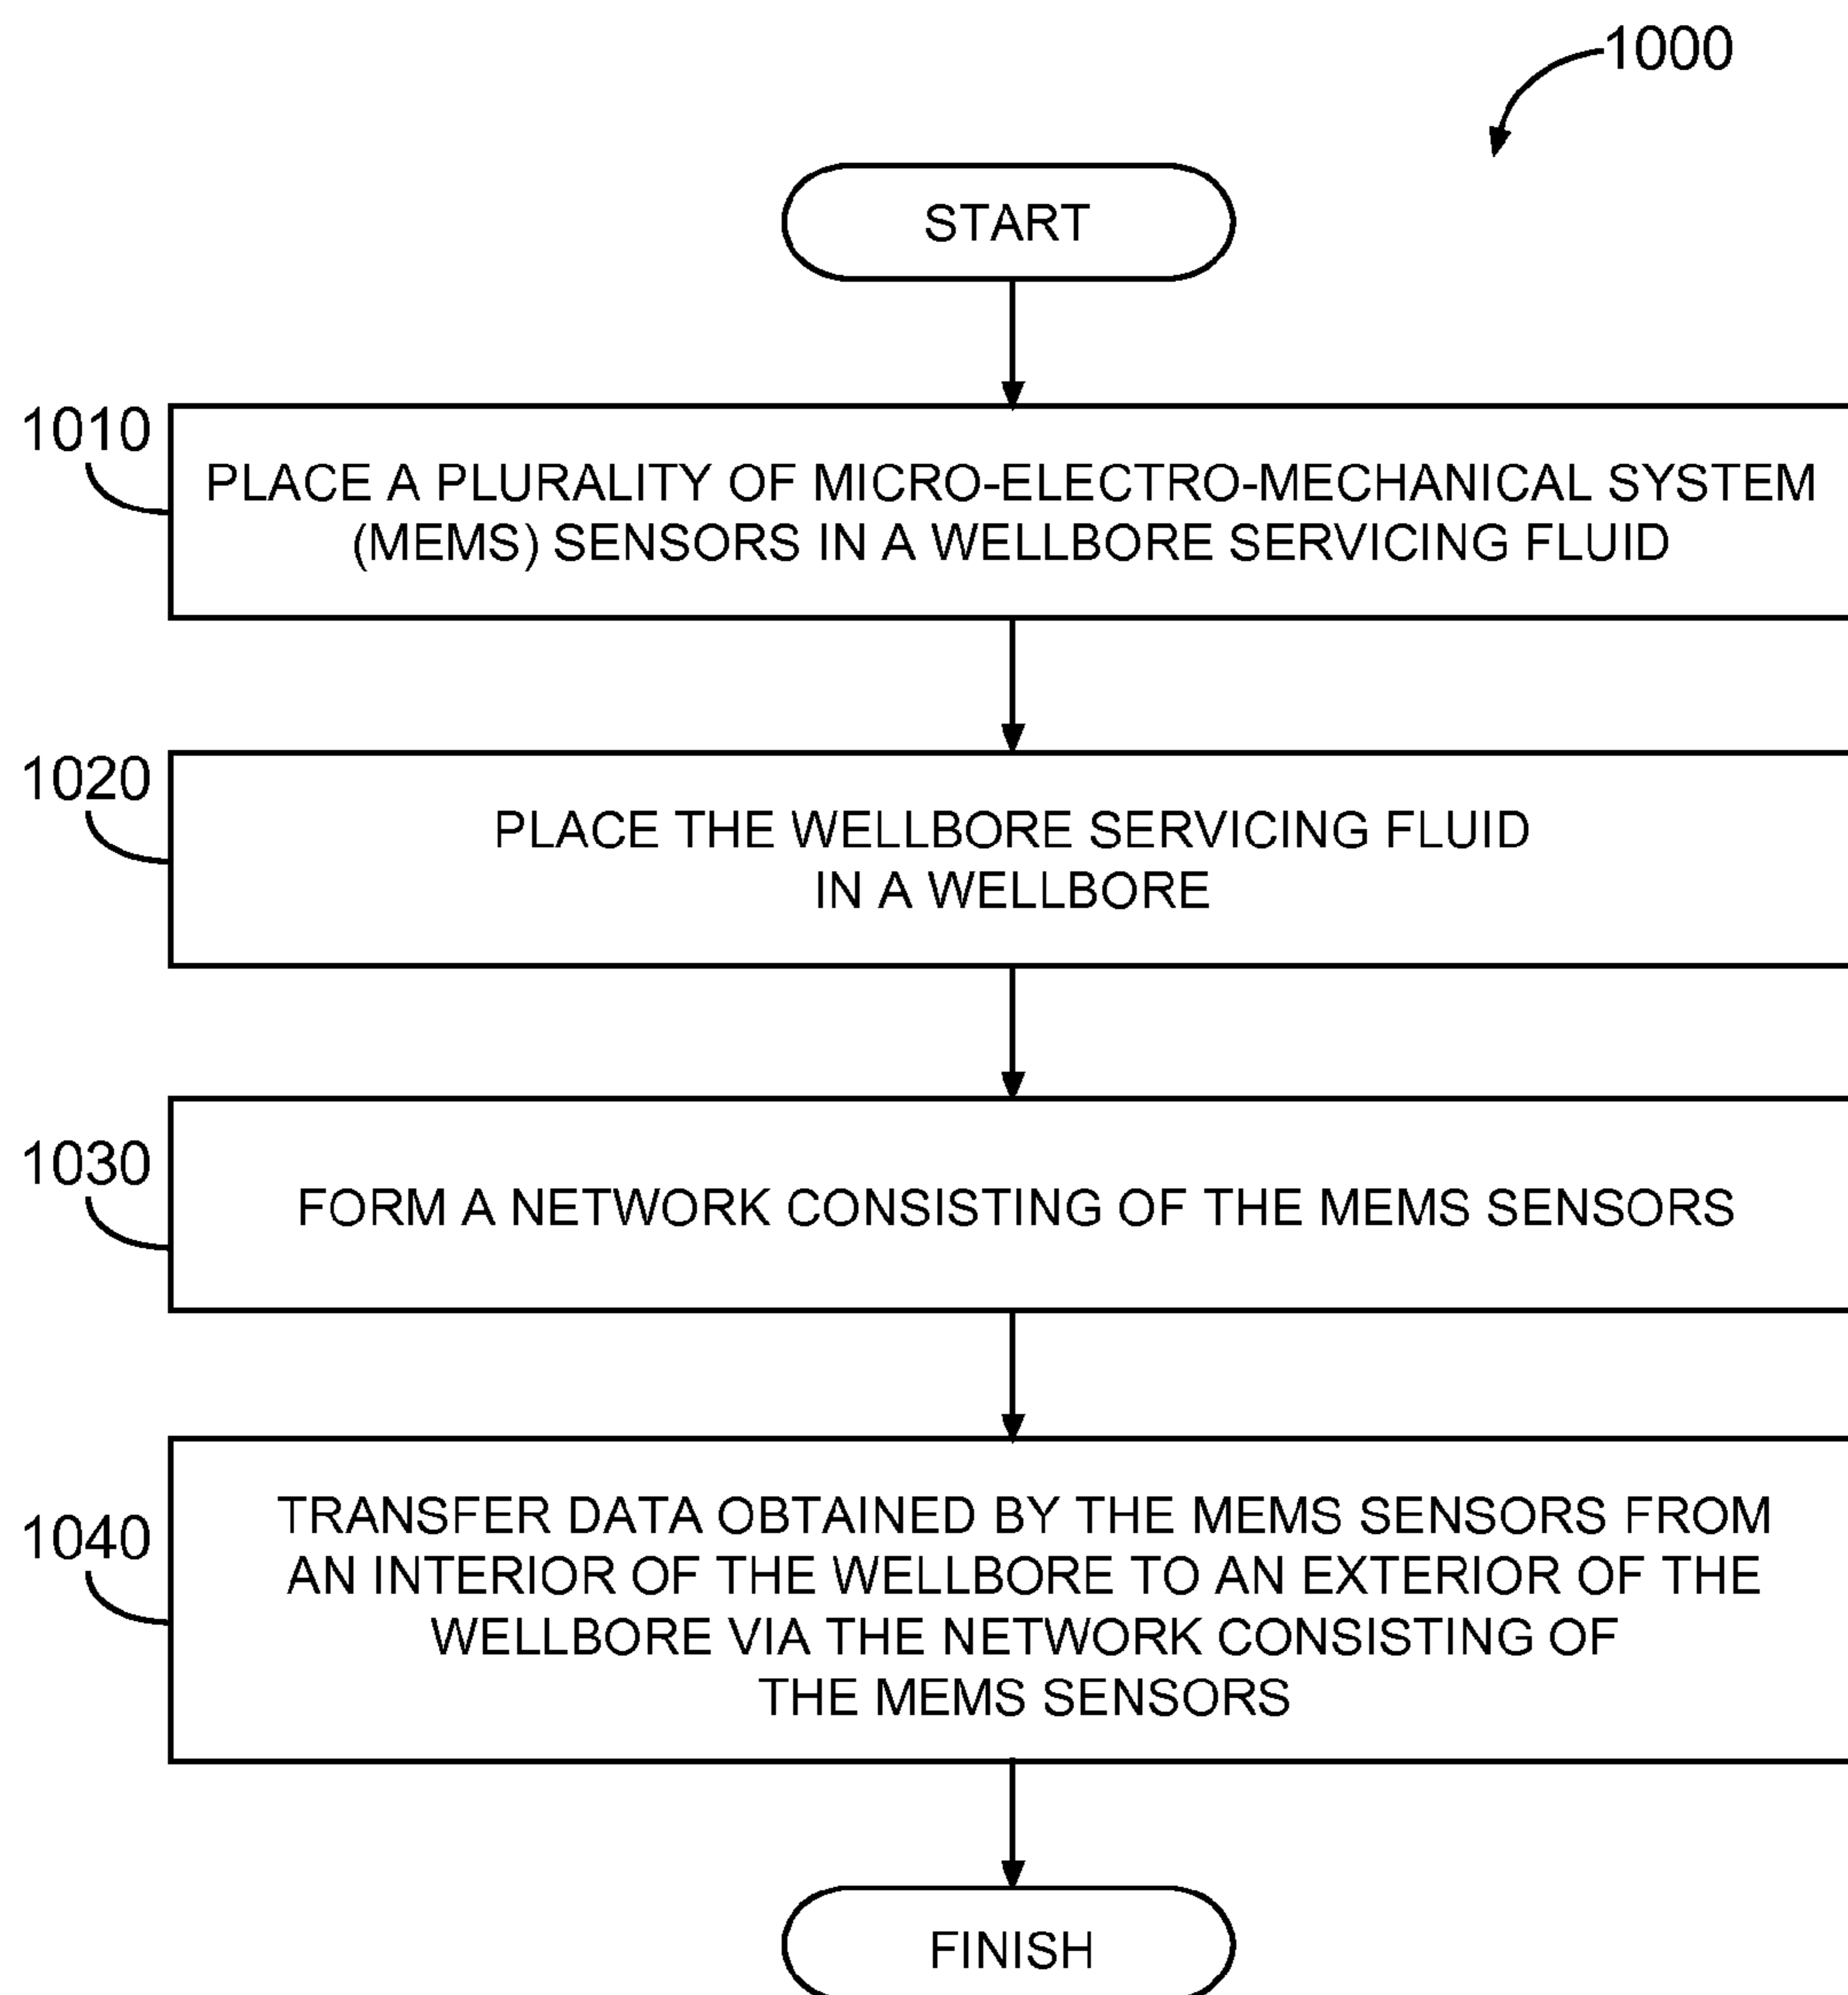 1000
START
1010
PLACE A PLURALITY OF MICRO-ELECTRO-MECHANICAL SYSTEM
(MEMS) SENSORS IN A WELLBORE SERVICING FLUID
1020
PLACE THE WELLBORE SERVICING FLUID
IN A WELLBORE
1030
FORM A NETWORK CONSISTING OF THE MEMS SENSORS
1040
TRANSFER DATA OBTAINED BY THE MEMS SENSORS FROM
AN INTERIOR OF THE WELLBORE TO AN EXTERIOR OF THE
WELLBORE VIA THE NETWORK CONSISTING OF
THE MEMS SENSORS
FINISH